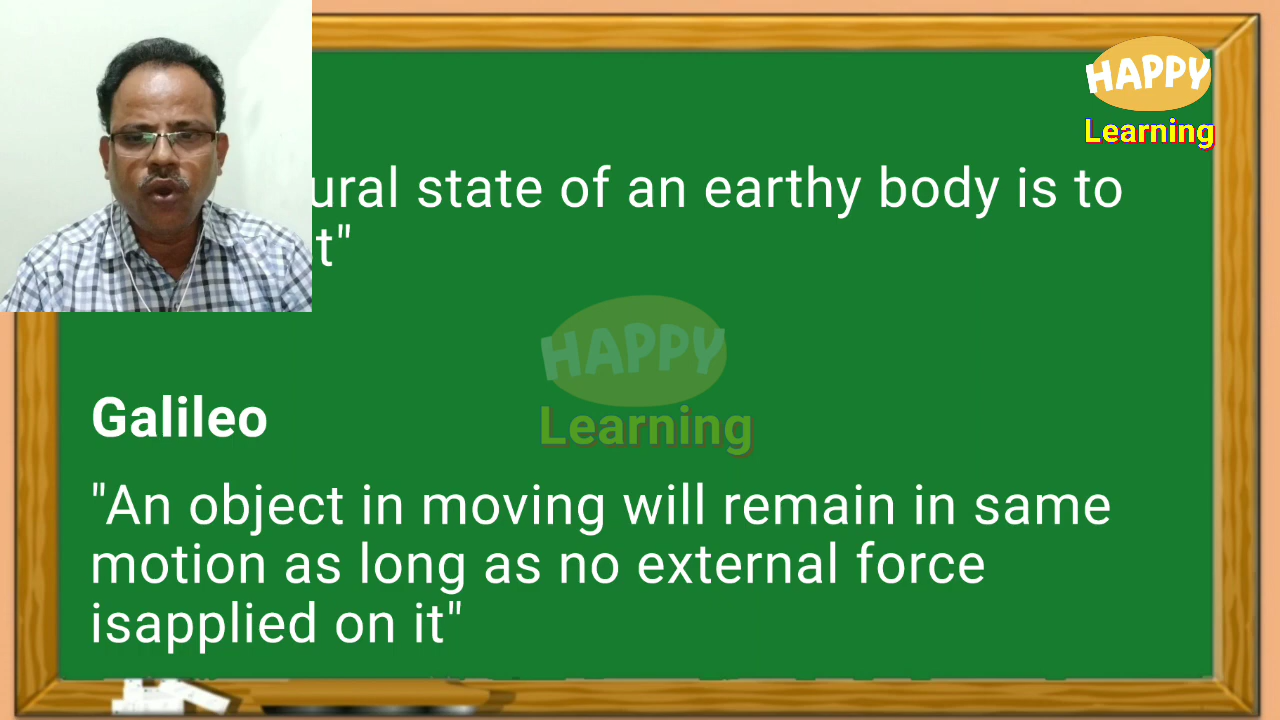 HAPPY
Learning
ural state of an earthy body is to
t"
HAPPY
Learning
Galileo
"An object in moving will remain in same
motion as long as no external force
isapplied on it"